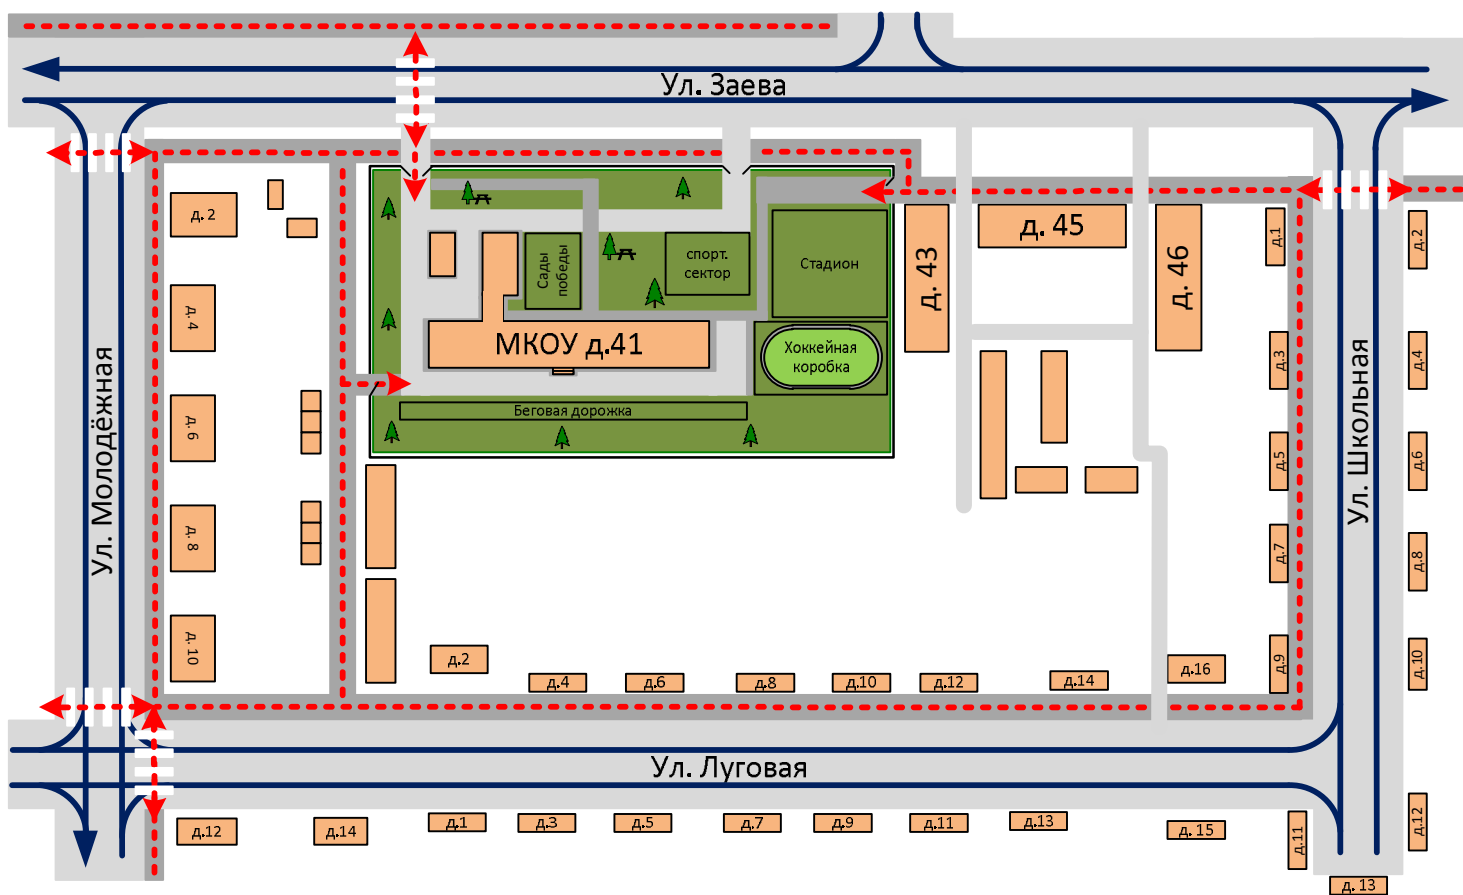 Ул. Заева
д. 2
д. 4
д. 6
д. 8
д. 10
Ул. Молодёжная
Сады
победы
спорт.
сектор
Стадион
МКОУ д.41
Хоккейная
коробка
Беговая дорожка
д. 43
д. 45
д. 46
д.1
д.3
д.5
д.7
д.9
Ул. Школьная
д.2
д.4
д.6
д.8
д.10
д.12
д.2
д.4
д.6
д.8
д.10
д.12
д.14
д.16
Ул. Луговая
д.12
д.14
д.1
д.3
д.5
д.7
д.9
д.11
д.13
д. 15
д.11
д. 13